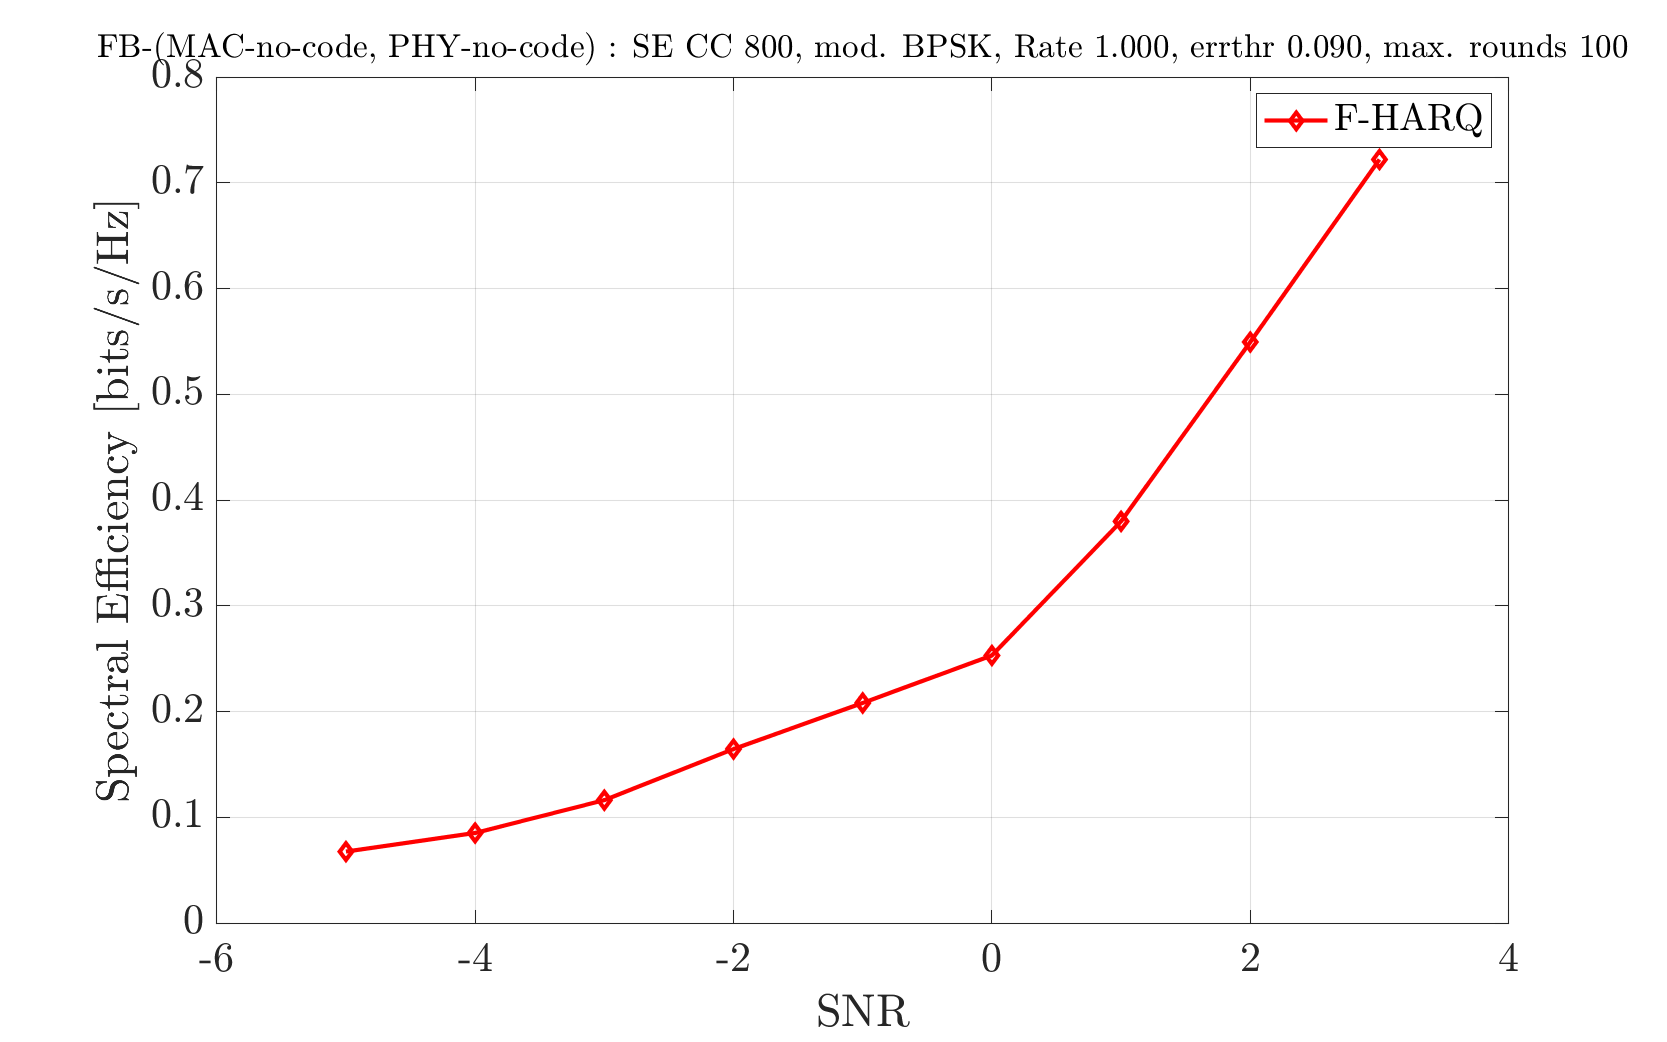 FB-(MAC-no-code, PHY-no-code) : SE CC 800, mod. BPSK, Rate 1.000, errthr 0.090, max. rounds 100
F-HARQ
Spectral Efficiency [bits/s/Hz]
0.8
0.7
0.6
0.5
0.4
0.3
0.2
0.1
0
-6 -4 -2 0 2 4
SNR